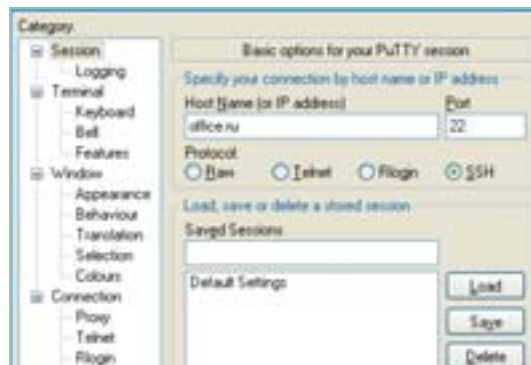 Category:
Session
Logging
Terminal
Keyboard
Bell
Features
Window
Appearance
Behaviour
Translation
Selection
Colours
Connection
Proxy
Telnet
Rlogin
Basic options for your PuTTY session
Specify your connection by host name or IP address
Host Name (or IP address)
Port
office.ru
22
Protocol:
Raw Telnet Rlogin SSH
Load, save or delete a stored session
Saved Sessions
Default Settings
Load
Save
Delete